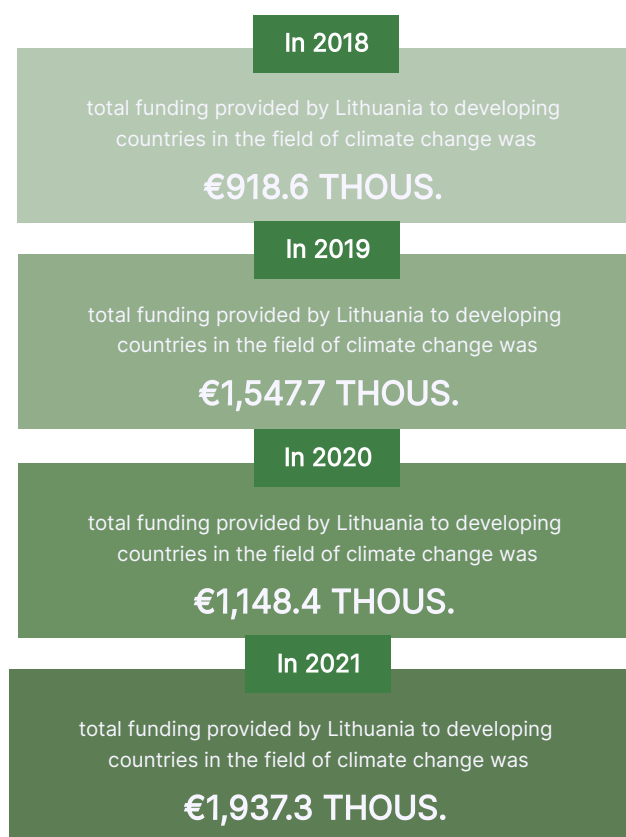 In 2018
total funding provided by Lithuania to developing
countries in the field of climate change was
€918.6 THOUS.
In 2019
total funding provided by Lithuania to developing
countries in the field of climate change was
€1,547.7 THOUS.
In 2020
total funding provided by Lithuania to developing
countries in the field of climate change was
€1,148.4 THOUS.
In 2021
total funding provided by Lithuania to developing
countries in the field of climate change was
€1,937.3 THOUS.